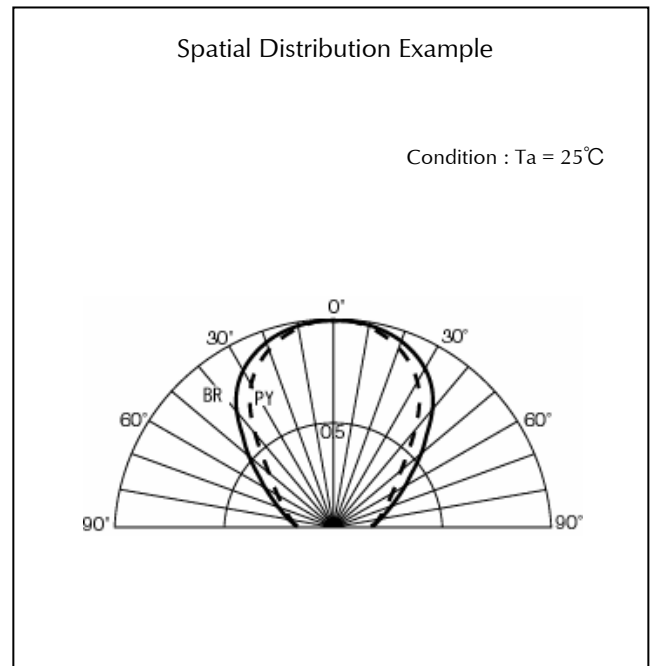 Spatial Distribution Example
Condition : Ta = 25℃
0°
30° 30°
BR PY
60° 60°
0.5
90° 90°